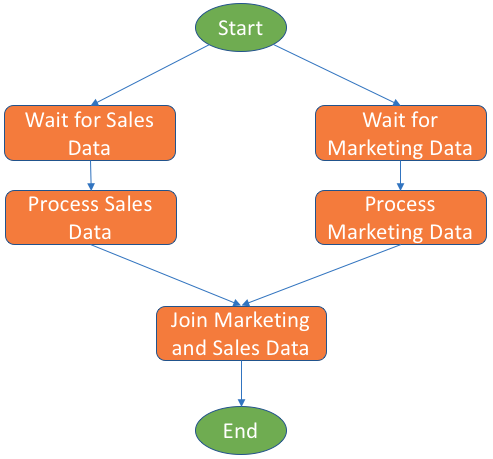 Start
Wait for Sales
Data
Wait for
Marketing Data
Process Sales
Data
Process
Marketing Data
Join Marketing
and Sales Data
End